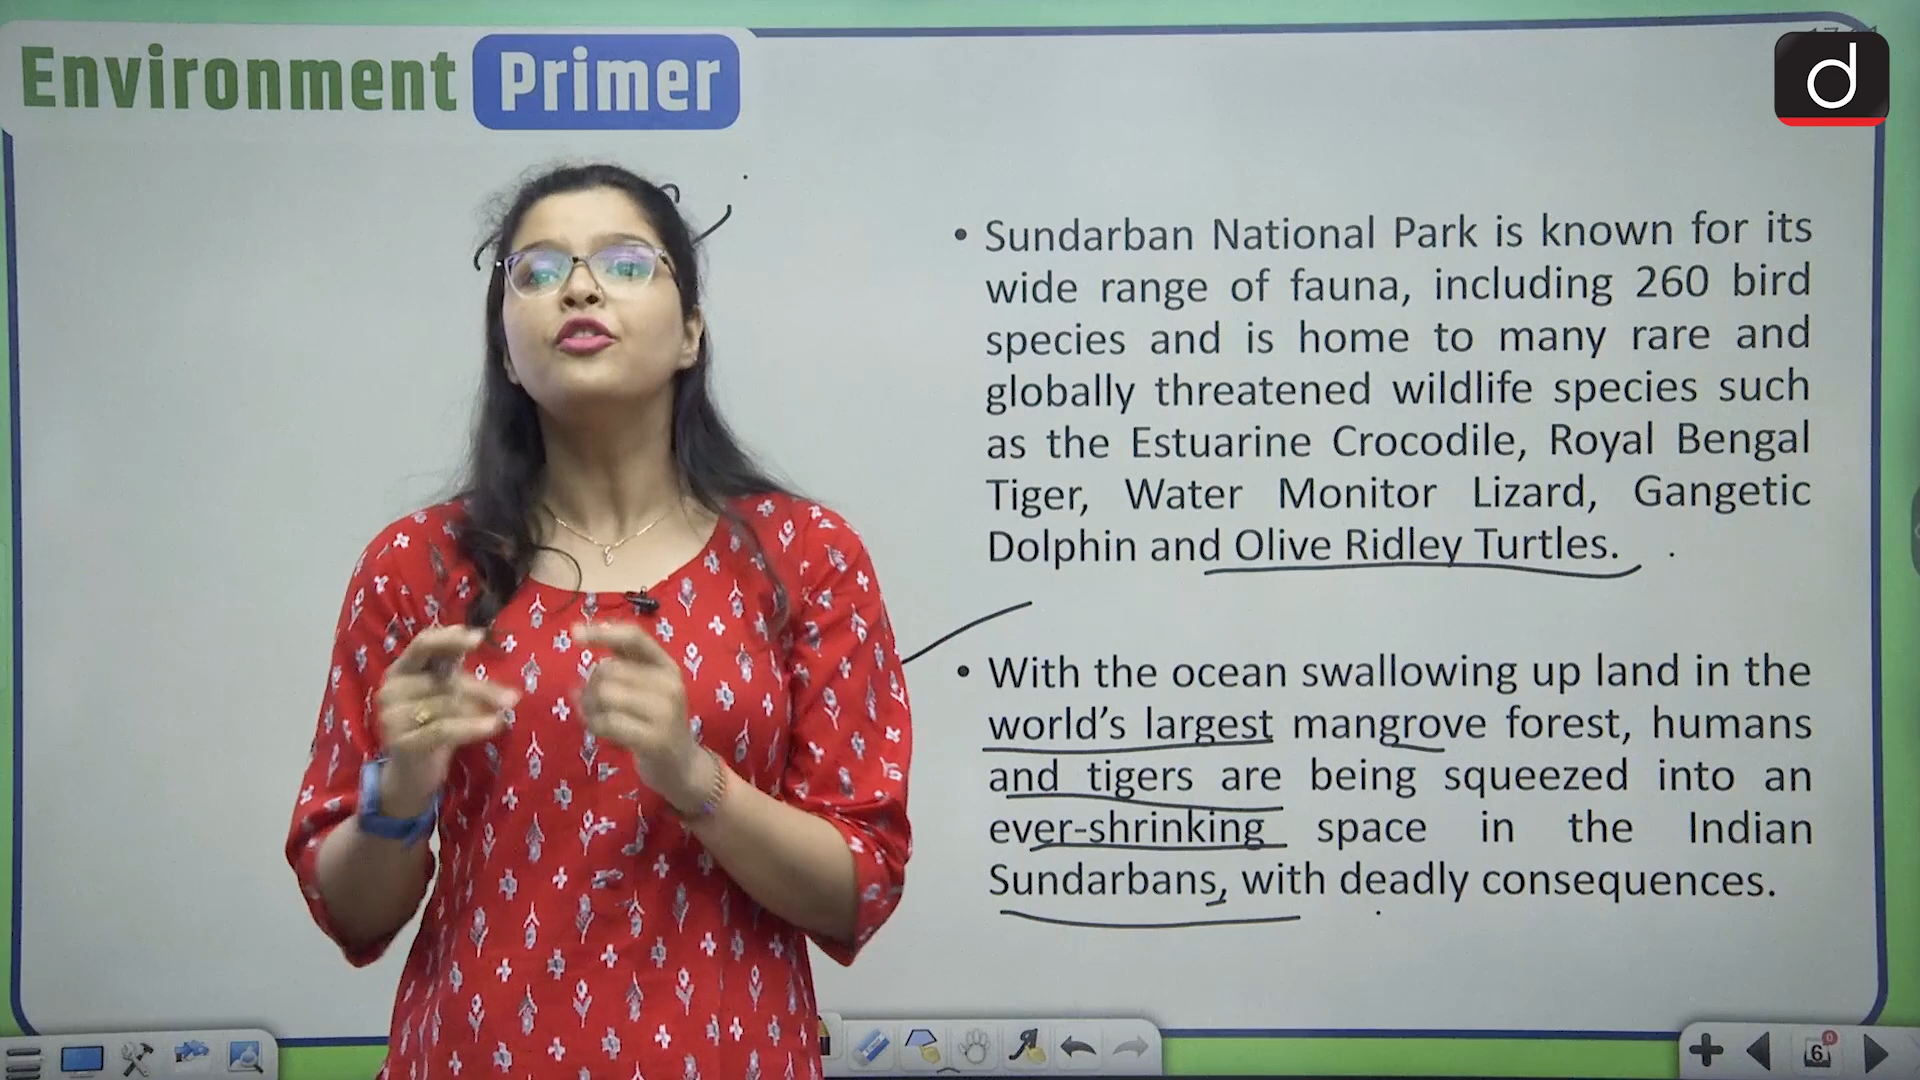 Environment Primer
d
• Sundarban National Park is known for its
wide range of fauna, including 260 bird
species and is home to many rare and
globally threatened wildlife species such
as the Estuarine Crocodile, Royal Bengal
Tiger, Water Monitor Lizard, Gangetic
Dolphin and Olive Ridley Turtles.
• With the ocean swallowing up land in the
world’s largest mangrove forest, humans
and tigers are being squeezed into an
ever-shrinking space in the Indian
Sundarbans, with deadly consequences.
6